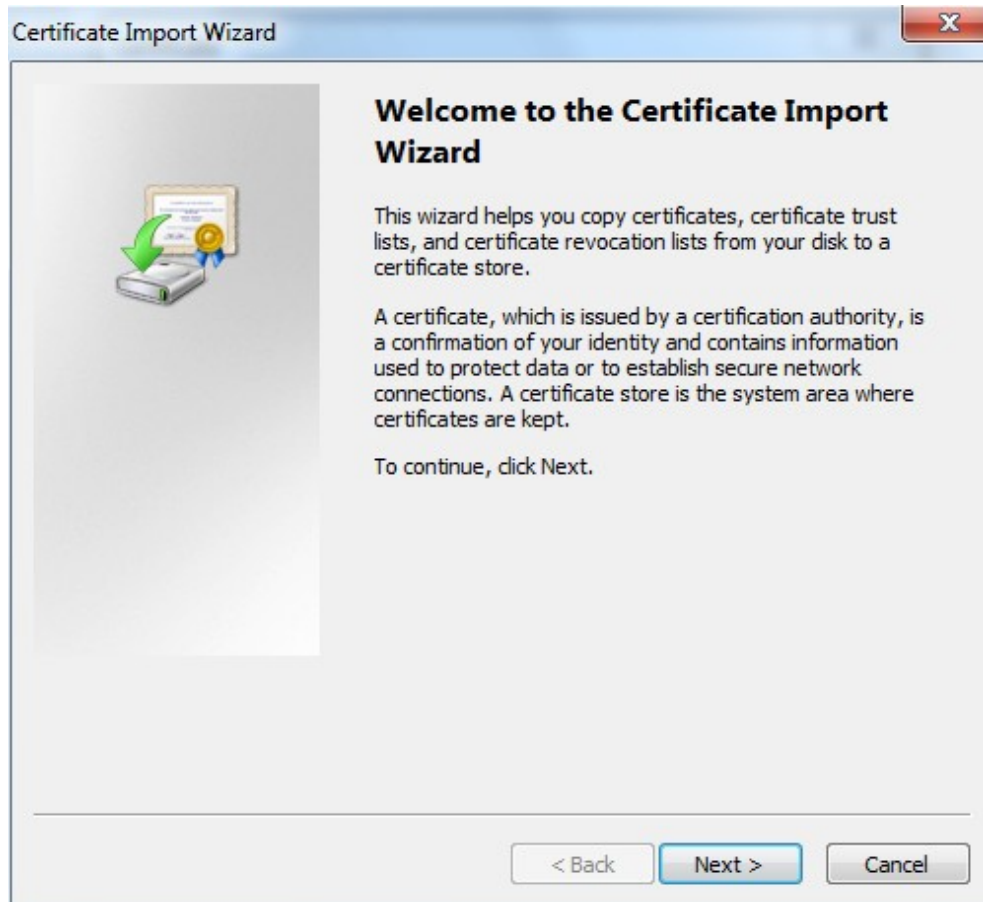 Certificate Import Wizard
X
Welcome to the Certificate Import
Wizard
This wizard helps you copy certificates, certificate trust
lists, and certificate revocation lists from your disk to a
certificate store.
A certificate, which is issued by a certification authority, is
a confirmation of your identity and contains information
used to protect data or to establish secure network
connections. A certificate store is the system area where
certificates are kept.
To continue, click Next.
< Back Next > Cancel